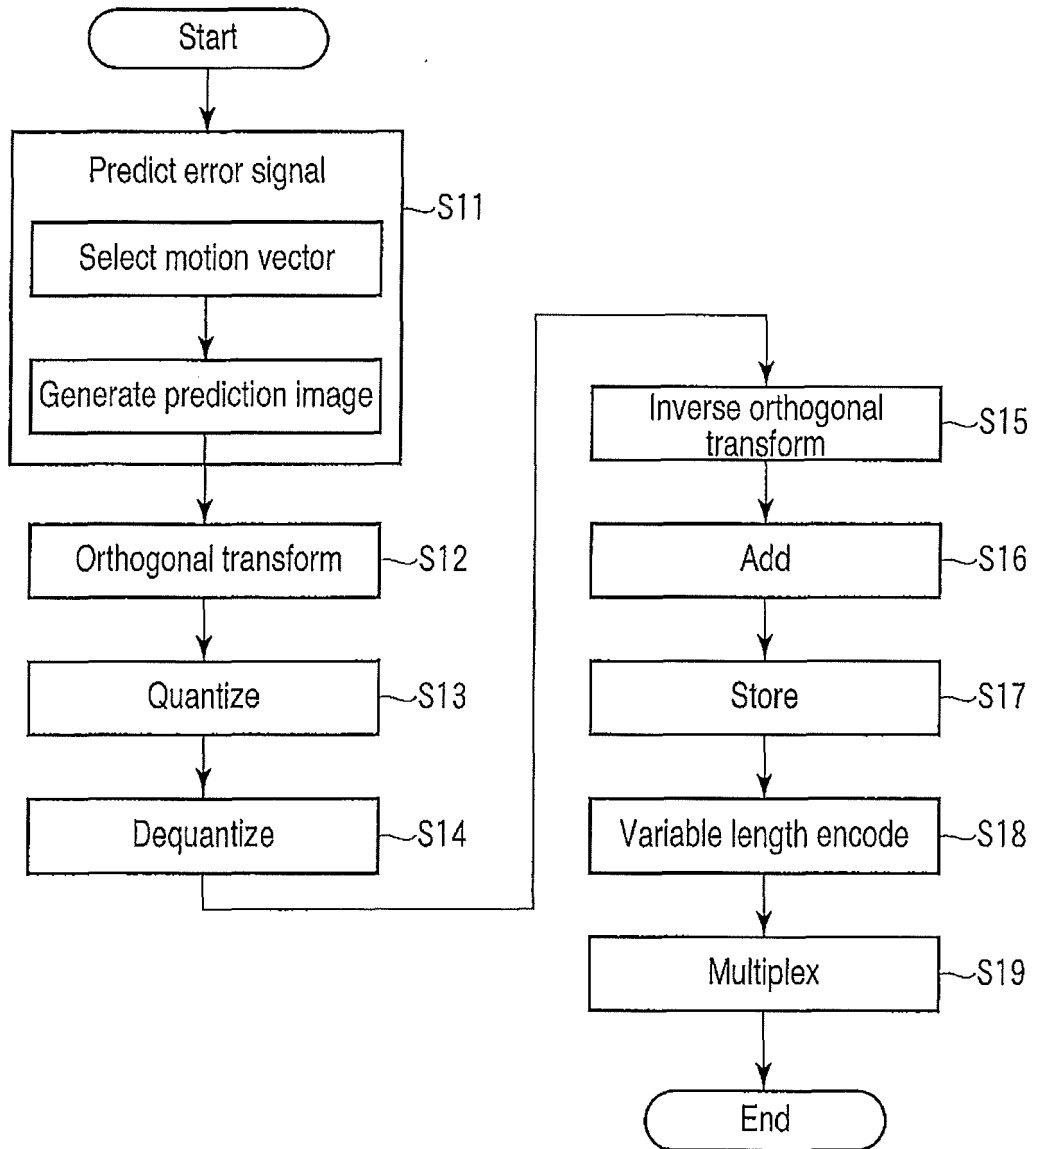 Start
Predict error signal
S11
Select motion vector
Generate prediction image
Orthogonal transform
S12
Quantize
S13
Dequantize
S14
Inverse orthogonal
transform
S15
Add
S16
Store
S17
Variable length encode
S18
Multiplex
S19
End